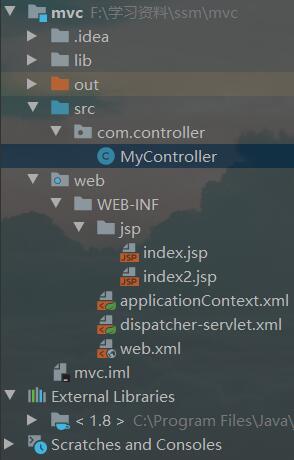 mvc F:\学习资料\ssm\mvc
.idea
lib
out
src
com.controller
MyController
web
WEB-INF
jsp
index.jsp
index2.jsp
applicationContext.xml
dispatcher-servlet.xml
web.xml
mvc.iml
External Libraries
< 1.8 > C:\Program Files\Java\
Scratches and Consoles